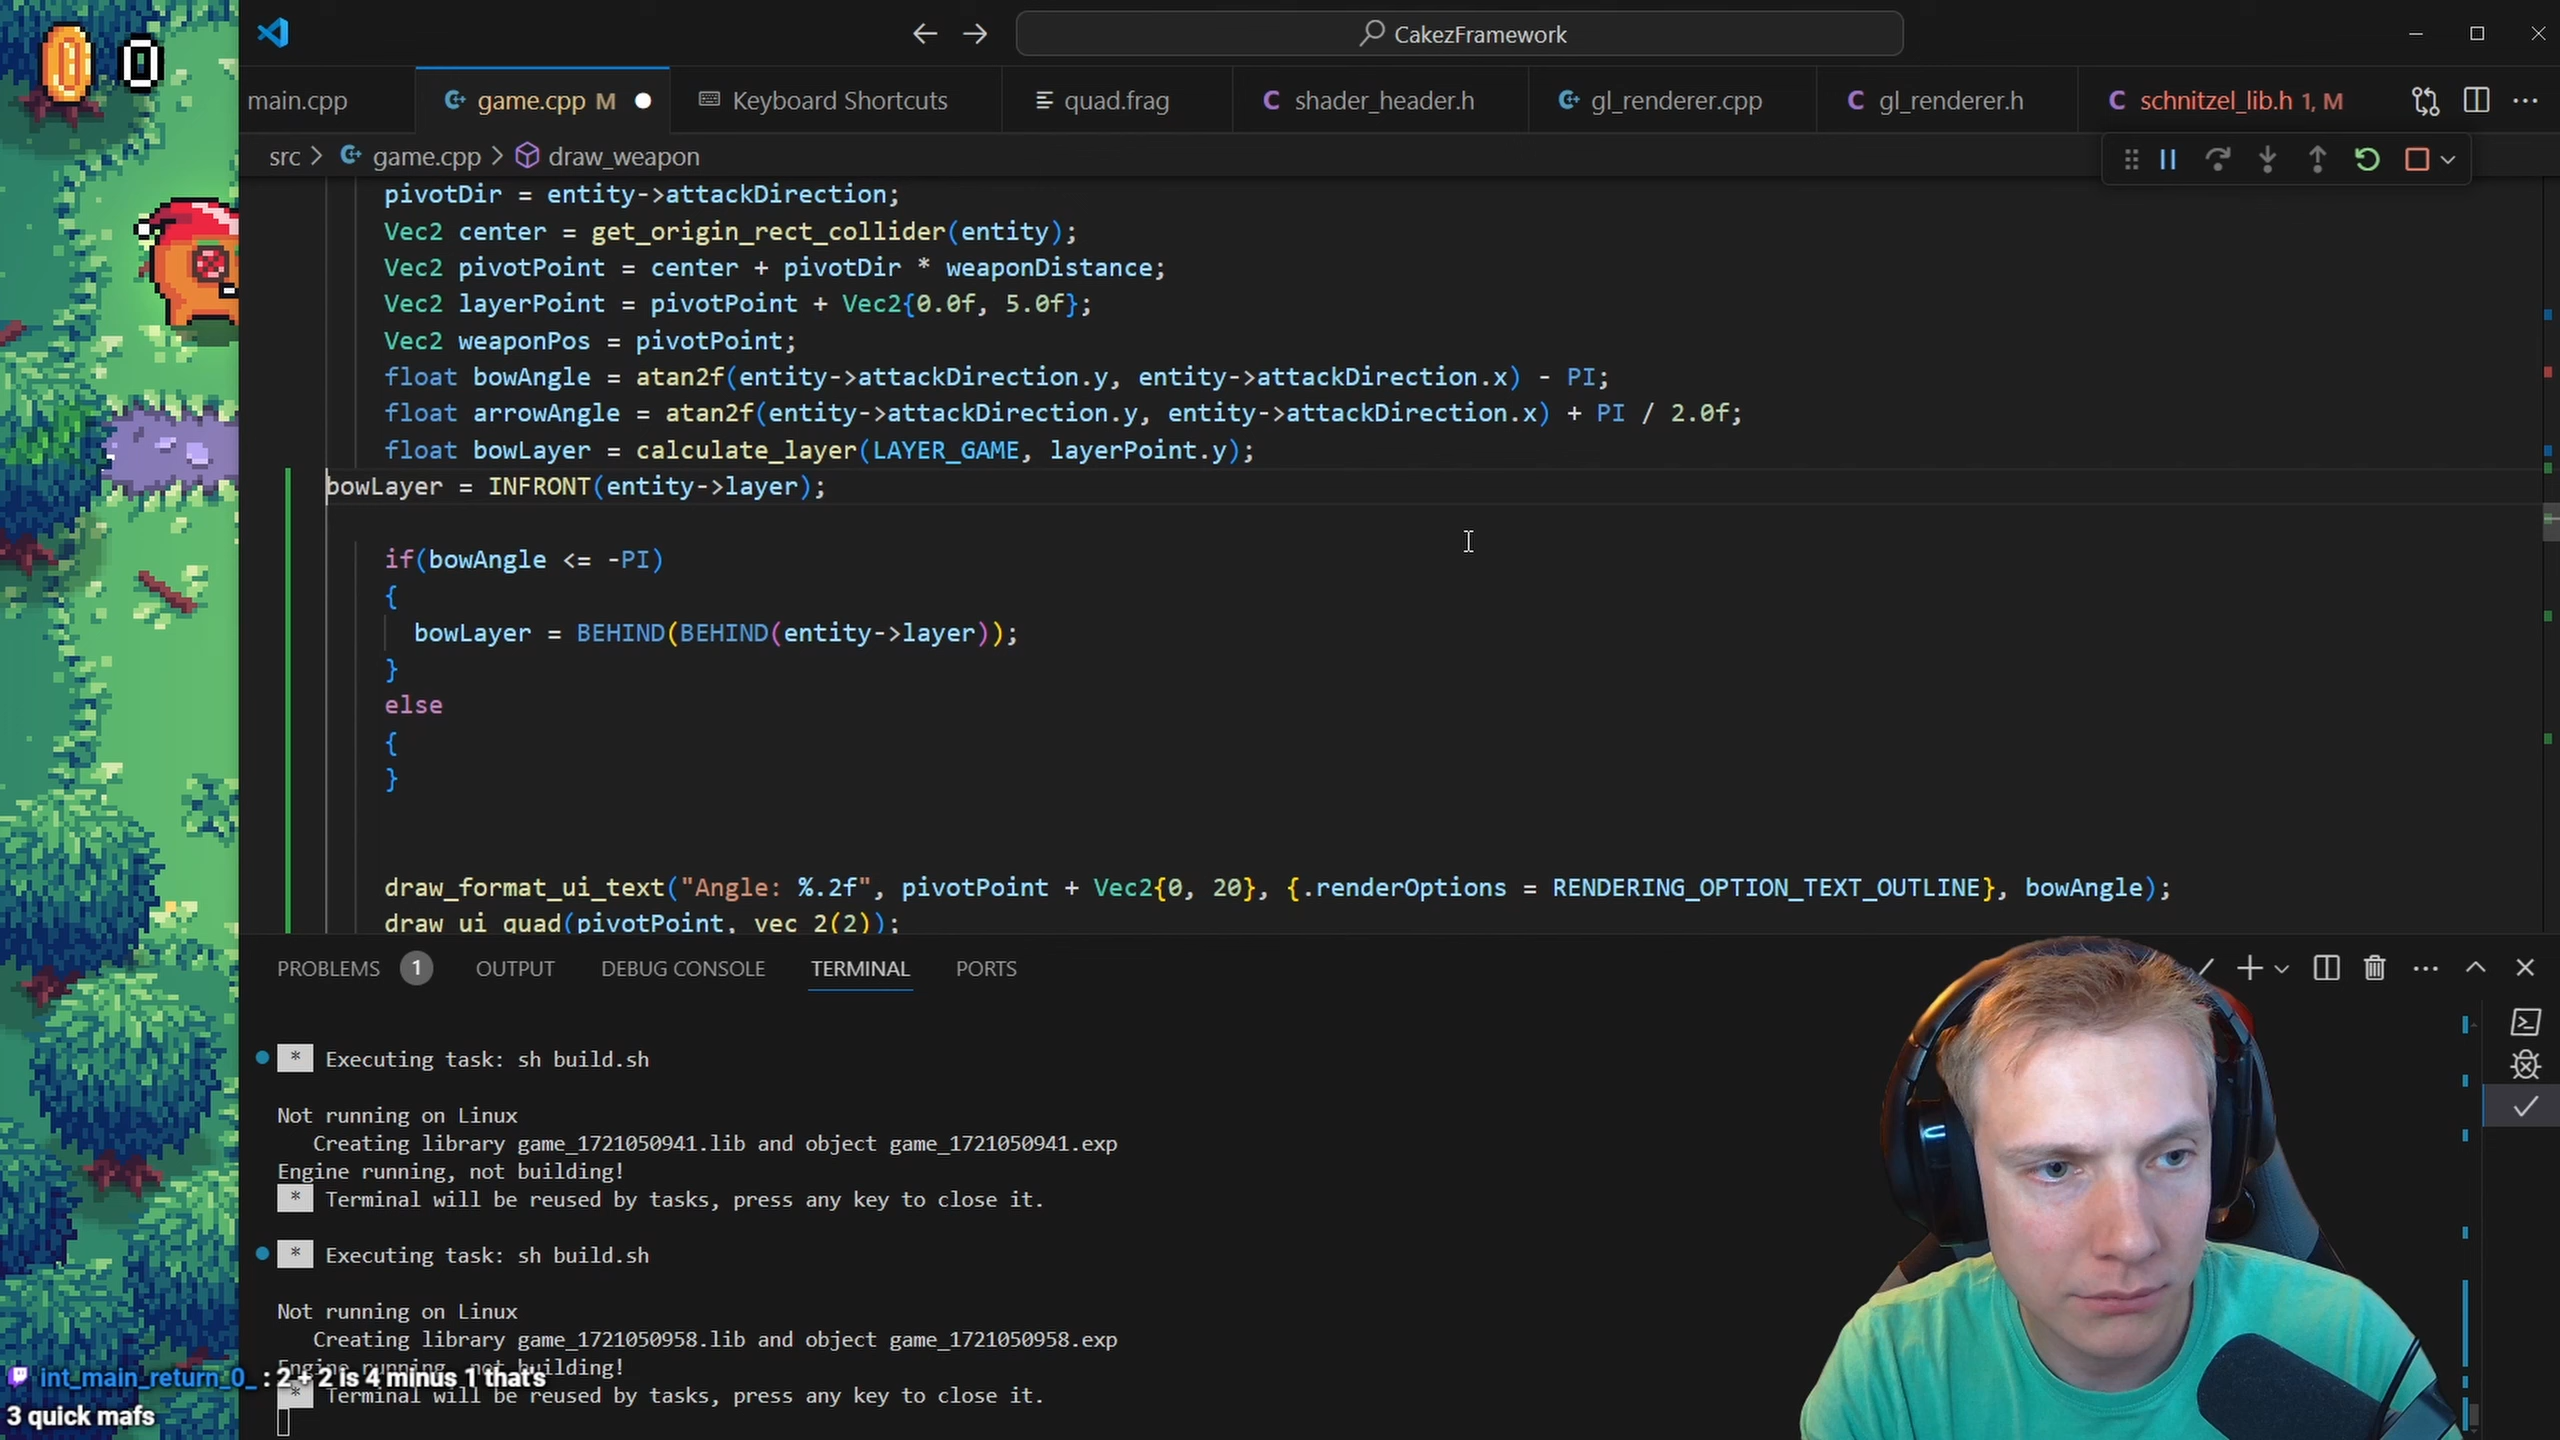 0
CakezFramework
main.cpp
game.cpp M
Keyboard Shortcuts
quad.frag
C shader_header.h
gl_renderer.cpp
C gl_renderer.h
C schnitzel_lib.h 1, M
src > game.cpp > draw_weapon
pivotDir = entity->attackDirection;
Vec2 center = get_origin_rect_collider(entity);
Vec2 pivotPoint = center + pivotDir * weaponDistance;
Vec2 layerPoint = pivotPoint + Vec2{0.0f, 5.0f};
Vec2 weaponPos = pivotPoint;
float bowAngle = atan2f(entity->attackDirection.y, entity->attackDirection.x) - PI;
float arrowAngle = atan2f(entity->attackDirection.y, entity->attackDirection.x) + PI / 2.0f;
float bowLayer = calculate_layer(LAYER_GAME, layerPoint.y);
bowLayer = INFRONT(entity->layer);
if(bowAngle <= -PI)
{
bowLayer = BEHIND(BEHIND(entity->layer));
}
else
{
}
draw_format_ui_text("Angle: %.2f", pivotPoint + Vec2{0, 20}, {.renderOptions = RENDERING_OPTION_TEXT_OUTLINE}, bowAngle);
draw_ui_quad(pivotPoint, vec_2(2));
PROBLEMS 1 OUTPUT DEBUG CONSOLE TERMINAL PORTS
* Executing task: sh build.sh
Not running on Linux
Creating library game_1721050941.lib and object game_1721050941.exp
Engine running, not building!
* Terminal will be reused by tasks, press any key to close it.
* Executing task: sh build.sh
Not running on Linux
Creating library game_1721050958.lib and object game_1721050958.exp
Engine running, not building!
* Terminal will be reused by tasks, press any key to close it.
int_main_return_0_ : 2 + 2 is 4 minus 1 that's
3 quick mafs